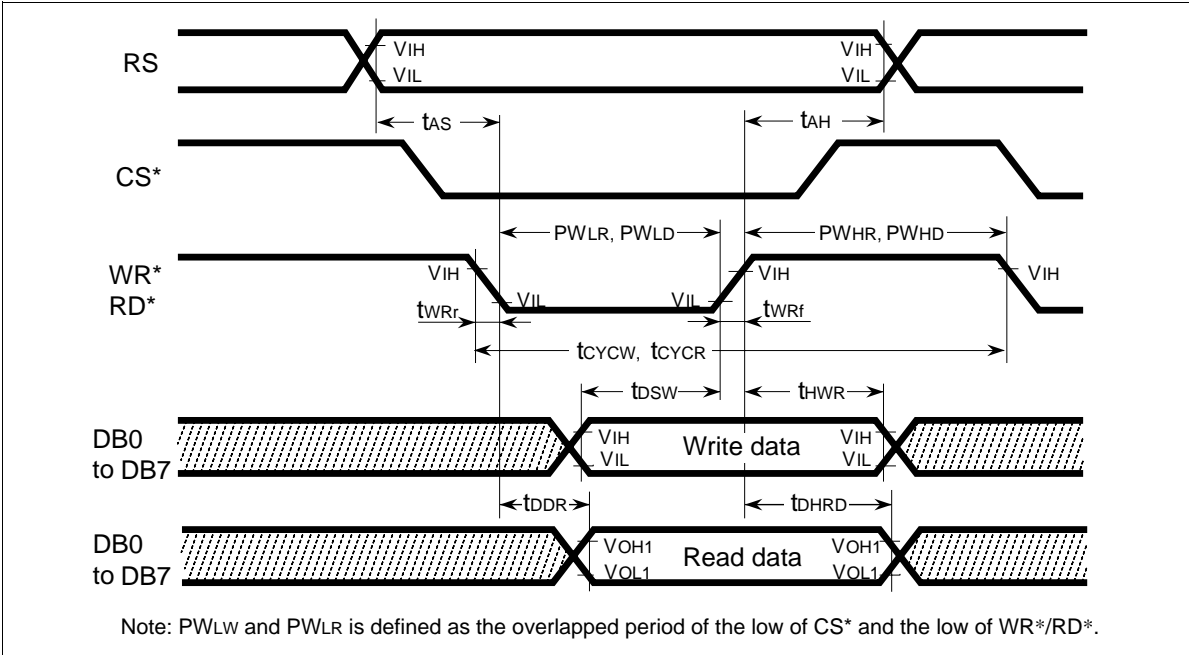 RS
VIH
VIH
VIL
VIL
tAS
tAH
CS*
PWLR, PWLD
PWHR, PWHD
WR*
RD*
VIH
VIH
VIH
VIL
VIL
tWRr
tWRf
tCYCW, tCYCR
tDSW
tHWR
DB0
to DB7
VIH
VIL
Write data
VIH
VIL
tDDR
tDHRD
DB0
to DB7
VOH1
VOL1
Read data
VOH1
VOL1
Note: PWLW and PWLR is defined as the overlapped period of the low of CS* and the low of WR*/RD*.